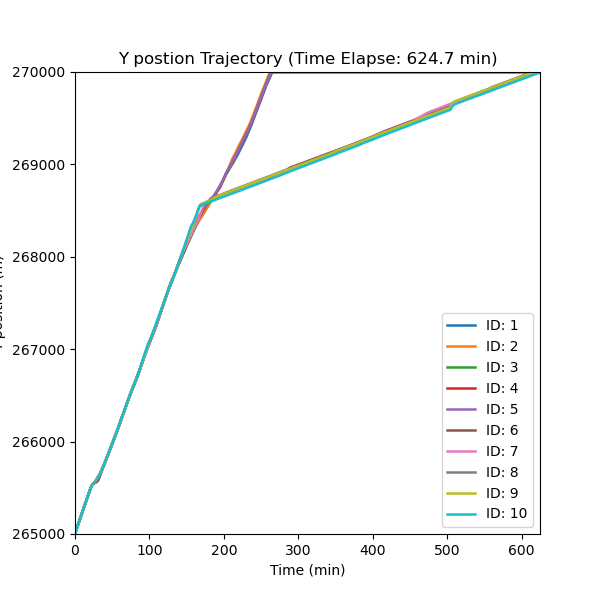 Y postion Trajectory (Time Elapse: 624.7 min)
270000
269000
268000
267000
266000
265000
0 100 200 300 400 500 600
Time (min)
ID: 1
ID: 2
ID: 3
ID: 4
ID: 5
ID: 6
ID: 7
ID: 8
ID: 9
ID: 10